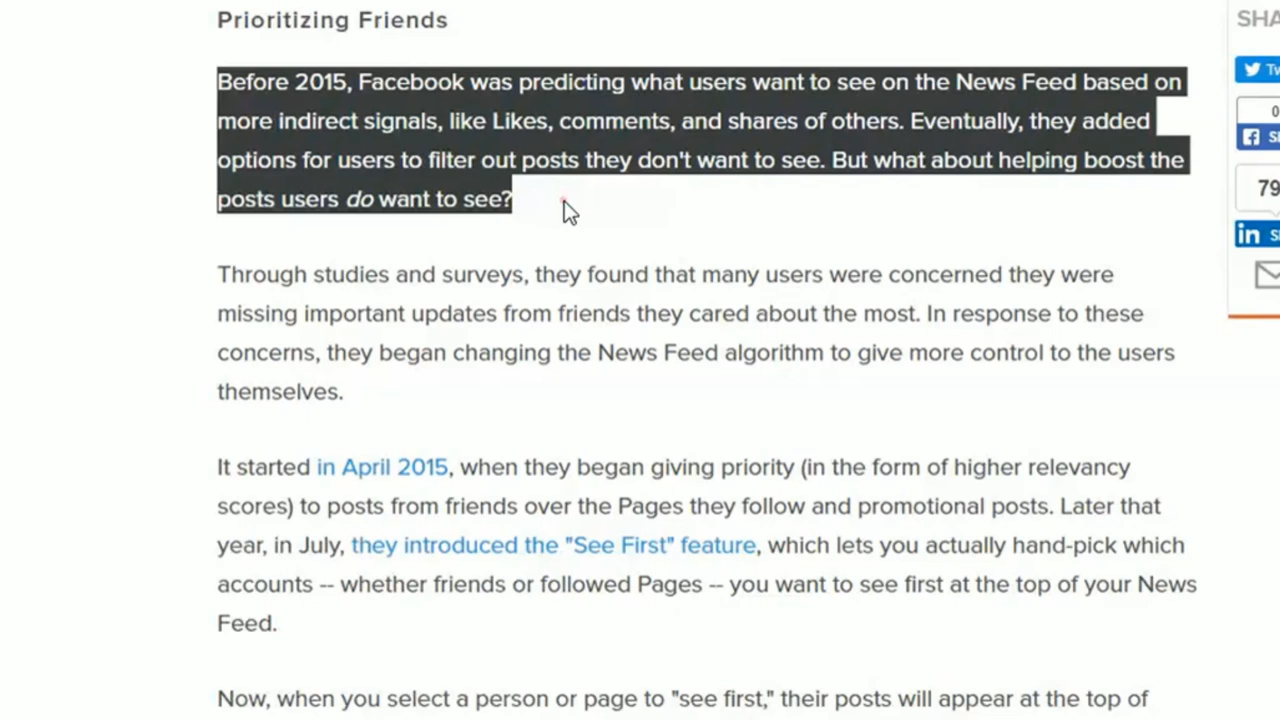 Prioritizing Friends
SHA
Before 2015, Facebook was predicting what users want to see on the News Feed based on
Tw
more indirect signals, like Likes, comments, and shares of others. Eventually, they added
0
options for users to filter out posts they don't want to see. But what about helping boost the
S
posts users do want to see?
79
in S
Through studies and surveys, they found that many users were concerned they were
missing important updates from friends they cared about the most. In response to these
concerns, they began changing the News Feed algorithm to give more control to the users
themselves.
It started in April 2015, when they began giving priority (in the form of higher relevancy
scores) to posts from friends over the Pages they follow and promotional posts. Later that
year, in July, they introduced the "See First" feature, which lets you actually hand-pick which
accounts -- whether friends or followed Pages -- you want to see first at the top of your News
Feed.
Now, when you select a person or page to "see first," their posts will appear at the top of